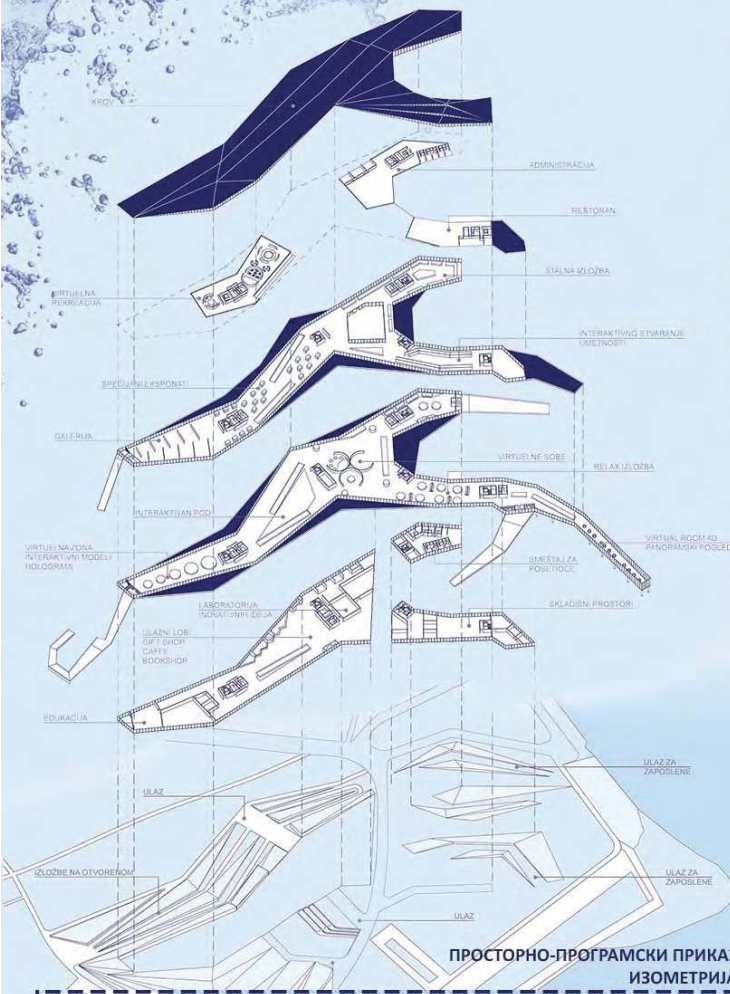 KROV
ADMINISTRACIJA
RESTORAN
VIRTUELNA
REKREACIJA
STALNA IZLOŽBA
INTERAKTIVNO STVARANJE
UMETNOSTI
SPECIJALNI EKSPONATI
GALERIJA
VIRTUELNE SOBE
RELAX IZLOŽBA
INTERAKTIVAN POD
VIRTUELNA ZONA
INTERAKTIVNI MODELI
HOLOGRAMI
VIRTUAL ROOM 4D
PANORAMSKI POGLED
SMEŠTAJ ZA
POSETIOCE
LABORATORIJA
INOVATIVNIH IDEJA
SKLADIŠNI PROSTORI
ULAZNI LOBI
GIFT SHOP
CAFFE
BOOKSHOP
EDUKACIJA
ULAZ ZA
ZAPOSLENE
ULAZ
IZLOŽBE NA OTVORENOM
ULAZ ZA
ZAPOSLENE
ULAZ
ПРОСТОРНО-ПРОГРАМСКИ ПРИКАЗ
ИЗОМЕТРИЈА